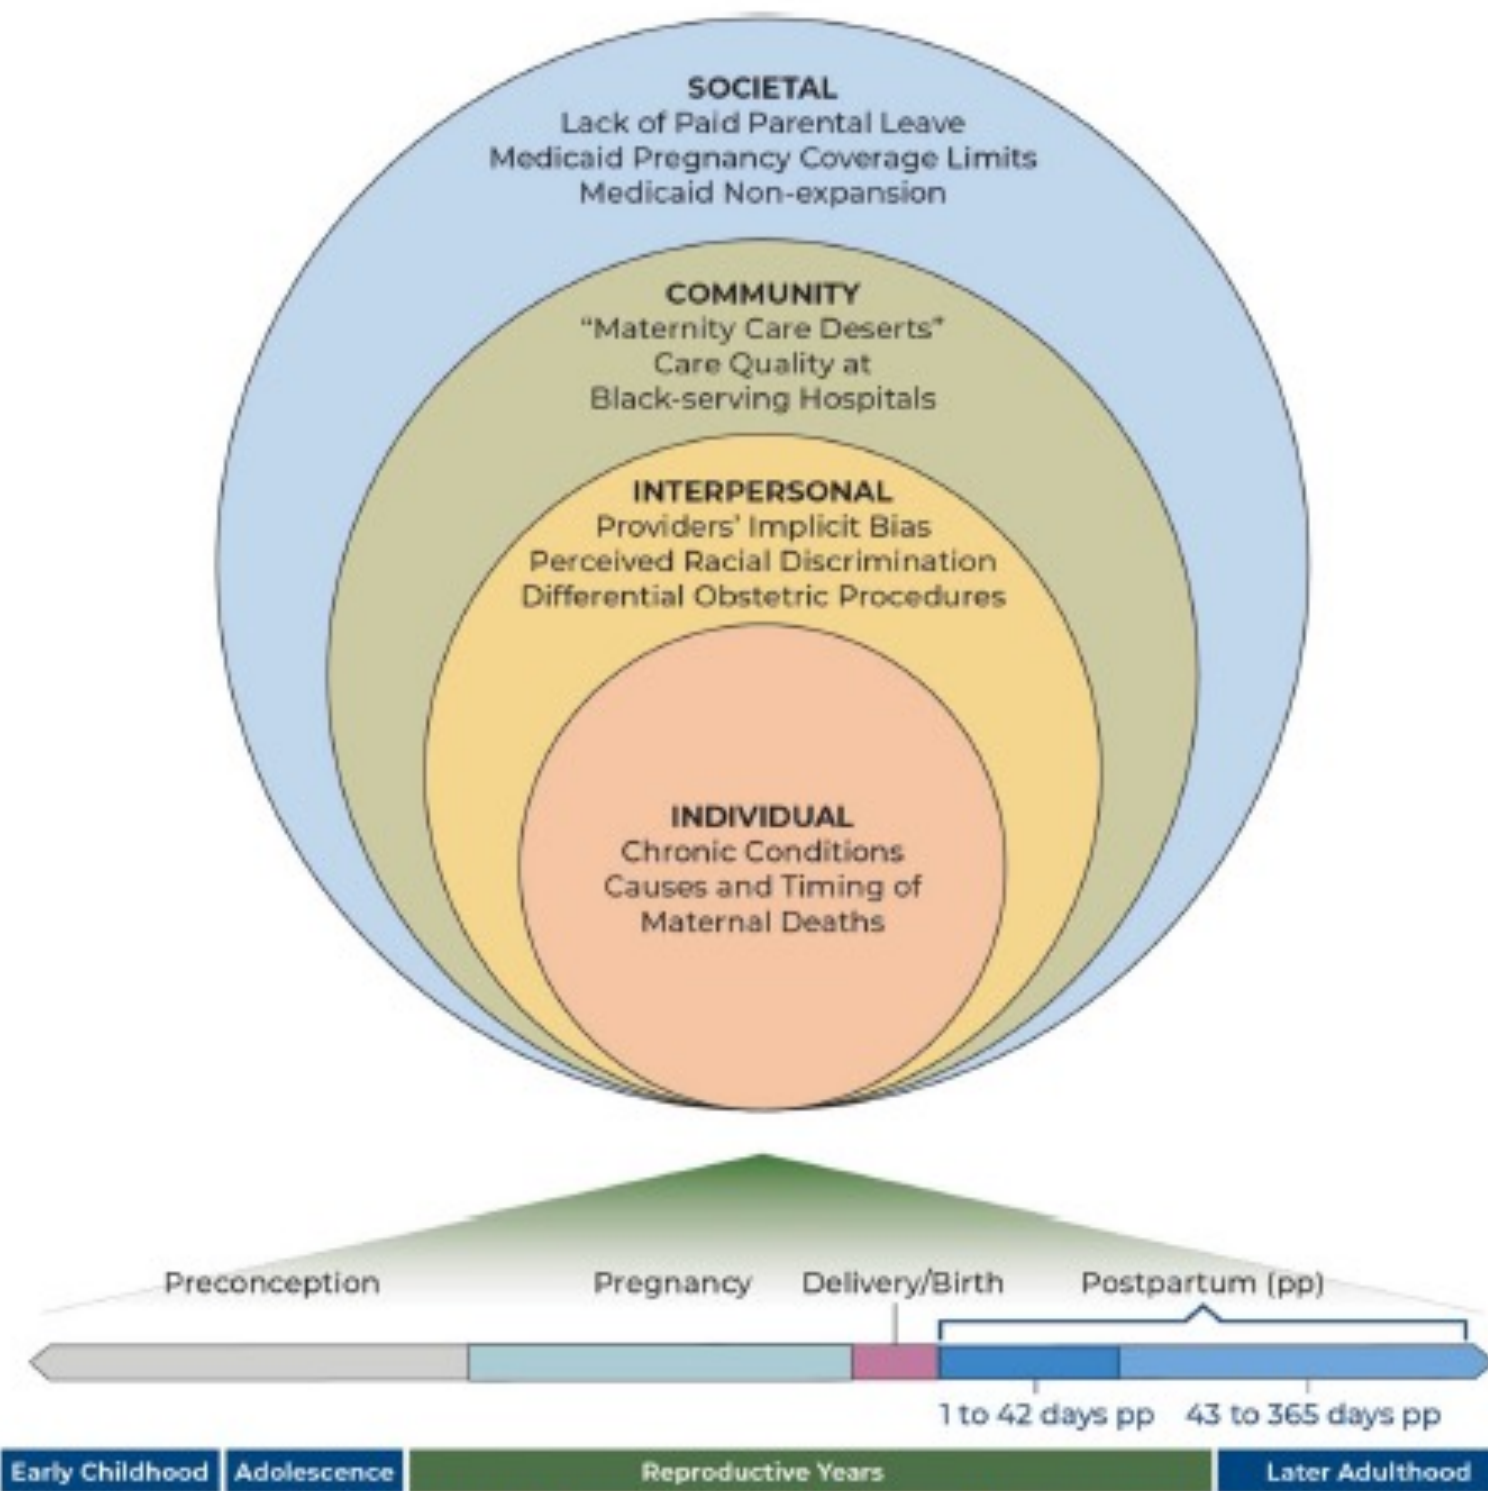 SOCIETAL
Lack of Paid Parental Leave
Medicaid Pregnancy Coverage Limits
Medicaid Non-expansion
COMMUNITY
“Maternity Care Deserts”
Care Quality at
Black-serving Hospitals
INTERPERSONAL
Providers’ Implicit Bias
Perceived Racial Discrimination
Differential Obstetric Procedures
INDIVIDUAL
Chronic Conditions
Causes and Timing of
Maternal Deaths
Preconception
Pregnancy
Delivery/Birth
Postpartum (pp)
1 to 42 days pp
43 to 365 days pp
Early Childhood
Adolescence
Reproductive Years
Later Adulthood